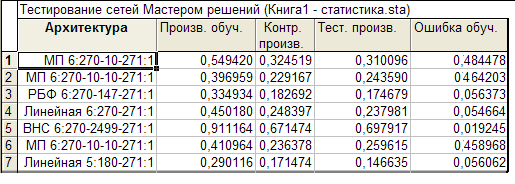 Тестирование сетей Мастером решений (Книга1 - статистика.sta)
Архитектура Произв. обуч. Контр. произв. Тест. произв. Ошибка обуч.
1 МП 6:270-10-271:1 0,549420 0,324519 0,310096 0,484478
2 МП 6:270-10-271:1 0,396959 0,229167 0,243590 0 464203
3 РБФ 6:270-147-271:1 0,334934 0,182692 0,174679 0,056373
4 Линейная 6:270-271:1 0,450180 0,248397 0,237981 0,054664
5 ВНС 6:270-2499-271:1 0,911164 0,671474 0,697917 0,019245
6 МП 6:270-10-271:1 0,410964 0,236378 0,259615 0,458968
7 Линейная 5:180-271:1 0,290116 0,171474 0,146635 0,056062